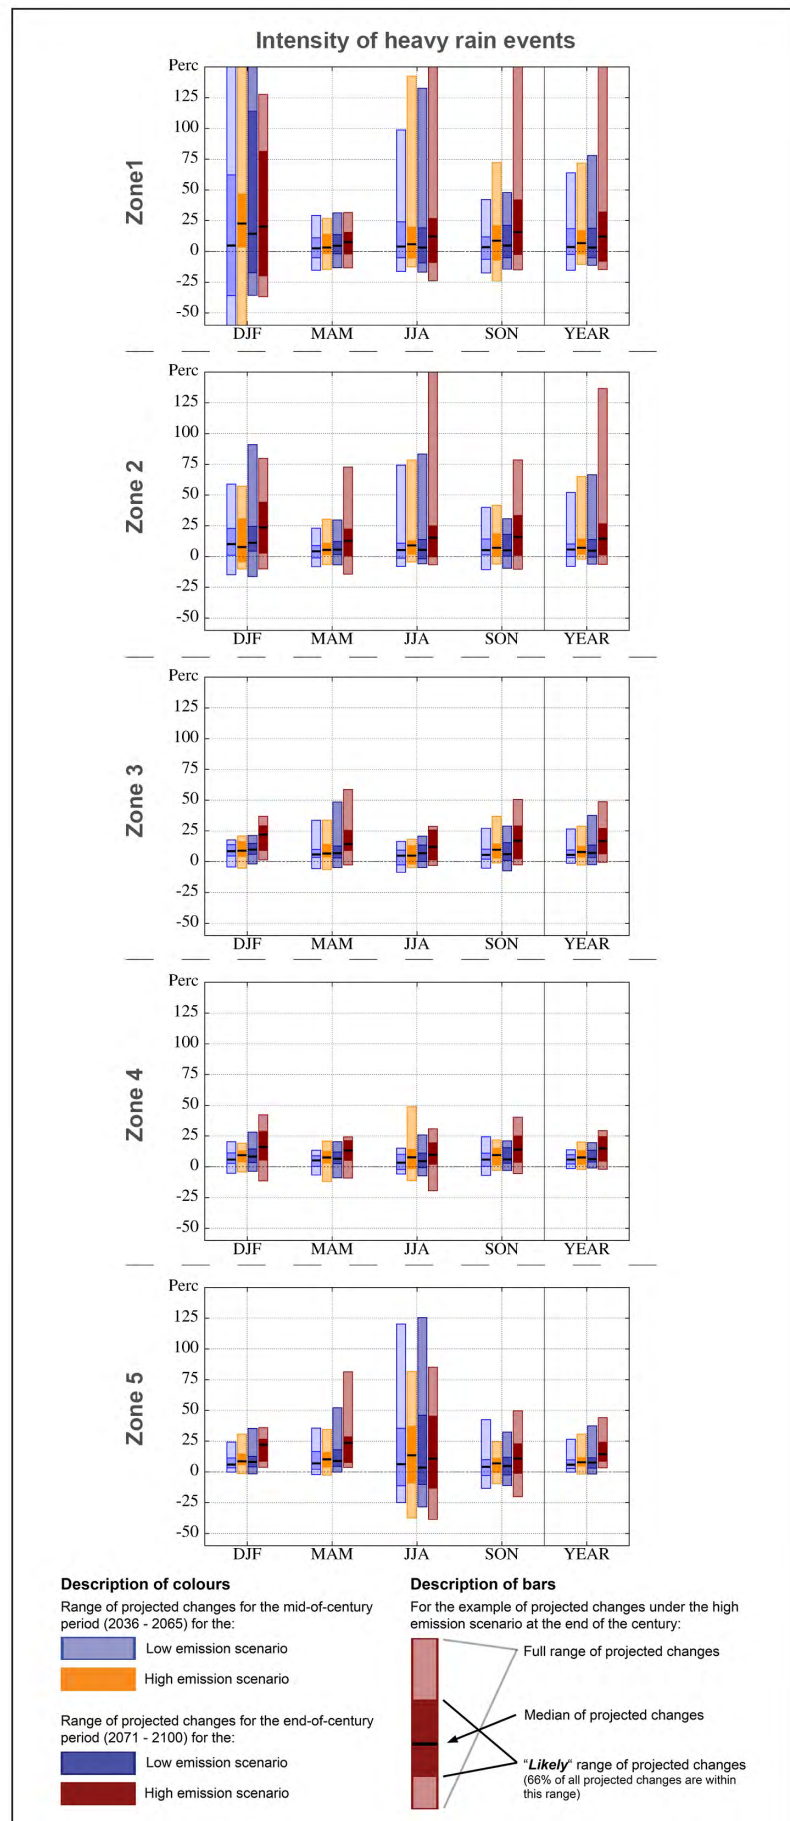 Intensity of heavy rain events
Zone1
Perc
125
100
75
50
25
0
-25
-50
DJF MAM JJA SON YEAR
Zone 2
Perc
125
100
75
50
25
0
-25
-50
DJF MAM JJA SON YEAR
Zone 3
Perc
125
100
75
50
25
0
-25
-50
DJF MAM JJA SON YEAR
Zone 4
Perc
125
100
75
50
25
0
-25
-50
DJF MAM JJA SON YEAR
Zone 5
Perc
125
100
75
50
25
0
-25
-50
DJF MAM JJA SON YEAR
Description of colours
Range of projected changes for the mid-of-century
period (2036 - 2065) for the:
Low emission scenario
High emission scenario
Range of projected changes for the end-of-century
period (2071 - 2100) for the:
Low emission scenario
High emission scenario
Description of bars
For the example of projected changes under the high
emission scenario at the end of the century:
Full range of projected changes
Median of projected changes
“Likely“ range of projected changes
(66% of all projected changes are within
this range)